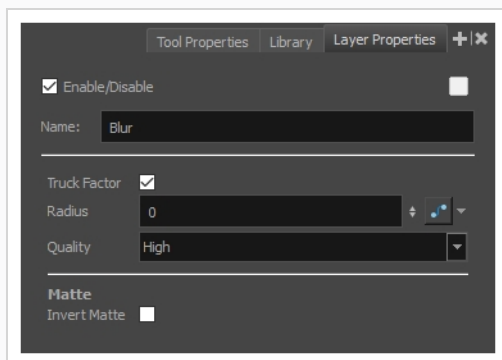 Tool Properties Library Layer Properties
Enable/Disable
Name: Blur
Truck Factor
Radius 0
Quality High
Matte
Invert Matte